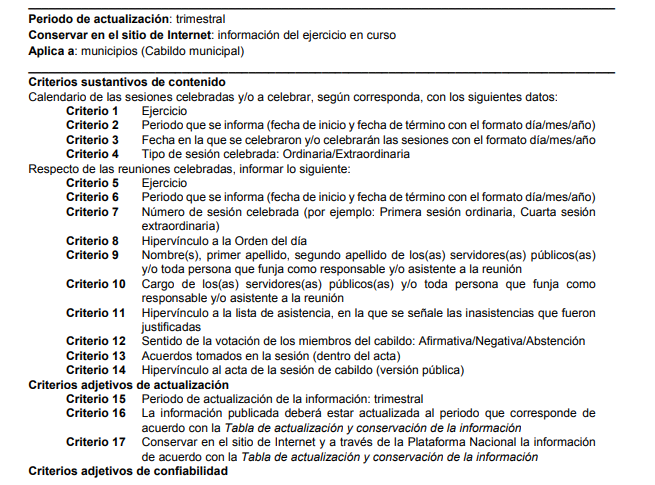 Periodo de actualización: trimestral
Conservar en el sitio de Internet: información del ejercicio en curso
Aplica a: municipios (Cabildo municipal)
Criterios sustantivos de contenido
Calendario de las sesiones celebradas y/o a celebrar, según corresponda, con los siguientes datos:
Criterio 1 Ejercicio
Criterio 2 Periodo que se informa (fecha de inicio y fecha de término con el formato día/mes/año)
Criterio 3 Fecha en la que se celebraron y/o celebrarán las sesiones con el formato día/mes/año
Criterio 4 Tipo de sesión celebrada: Ordinaria/Extraordinaria
Respecto de las reuniones celebradas, informar lo siguiente:
Criterio 5 Ejercicio
Criterio 6 Periodo que se informa (fecha de inicio y fecha de término con el formato día/mes/año)
Criterio 7 Número de sesión celebrada (por ejemplo: Primera sesión ordinaria, Cuarta sesión
extraordinaria)
Criterio 8 Hipervínculo a la Orden del día
Criterio 9 Nombre(s), primer apellido, segundo apellido de los(as) servidores(as) públicos(as)
y/o toda persona que funja como responsable y/o asistente a la reunión
Criterio 10 Cargo de los(as) servidores(as) públicos(as) y/o toda persona que funja como
responsable y/o asistente a la reunión
Criterio 11 Hipervínculo a la lista de asistencia, en la que se señale las inasistencias que fueron
justificadas
Criterio 12 Sentido de la votación de los miembros del cabildo: Afirmativa/Negativa/Abstención
Criterio 13 Acuerdos tomados en la sesión (dentro del acta)
Criterio 14 Hipervínculo al acta de la sesión de cabildo (versión pública)
Criterios adjetivos de actualización
Criterio 15 Periodo de actualización de la información: trimestral
Criterio 16 La información publicada deberá estar actualizada al periodo que corresponde de
acuerdo con la Tabla de actualización y conservación de la información
Criterio 17 Conservar en el sitio de Internet y a través de la Plataforma Nacional la información
de acuerdo con la Tabla de actualización y conservación de la información
Criterios adjetivos de confiabilidad